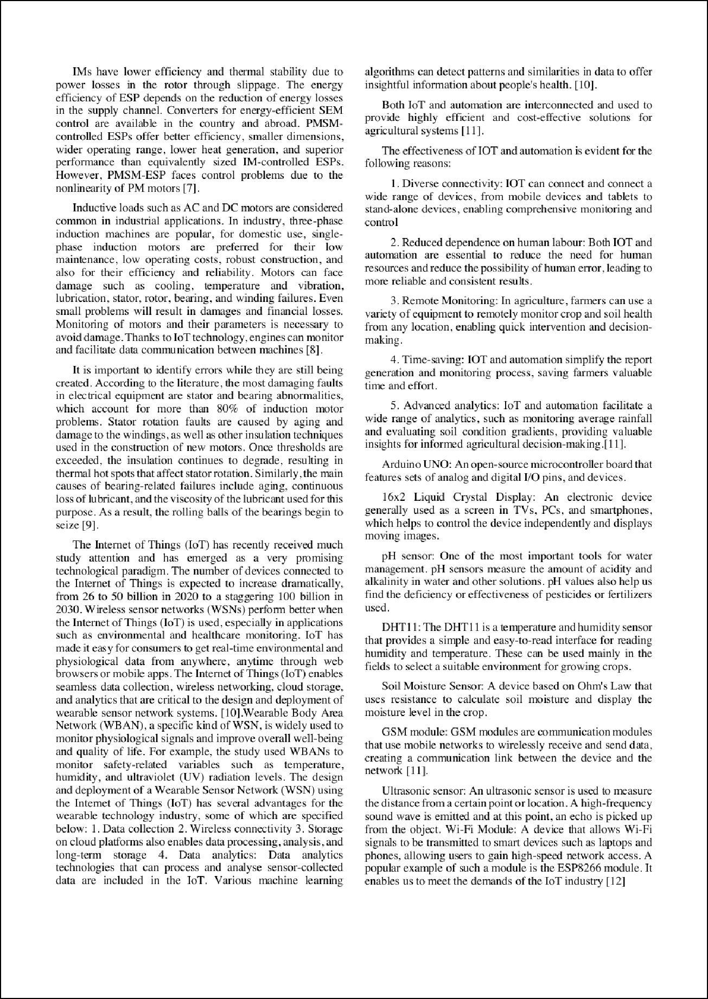 IMs have lower efficiency and thermal stability due to
power losses in the rotor through slippage. The energy
efficiency of ESP depends on the reduction of energy losses
in the supply channel. Converters for energy-efficient SEM
control are available in the country and abroad. PMSM-
controlled ESPs offer better efficiency, smaller dimensions,
wider operating range, lower heat generation, and superior
performance than equivalently sized IM-controlled ESPs.
However, PMSM-ESP faces control problems due to the
nonlinearity of PM motors [7].
Inductive loads such as AC and DC motors are considered
common in industrial applications. In industry, three-phase
induction machines are popular, for domestic use, single-
phase induction motors are preferred for their low
maintenance, low operating costs, robust construction, and
also for their efficiency and reliability. Motors can face
damage such as cooling, temperature and vibration,
lubrication, stator, rotor, bearing, and winding failures. Even
small problems will result in damages and financial losses.
Monitoring of motors and their parameters is necessary to
avoid damage. Thanks to IoT technology, engines can monitor
and facilitate data communication between machines [8].
It is important to identify errors while they are still being
created. According to the literature, the most damaging faults
in electrical equipment are stator and bearing abnormalities,
which account for more than 80% of induction motor
problems. Stator rotation faults are caused by aging and
damage to the windings, as well as other insulation techniques
used in the construction of new motors. Once thresholds are
exceeded, the insulation continues to degrade, resulting in
thermal hot spots that affect stator rotation. Similarly, the main
causes of bearing-related failures include aging, continuous
loss of lubricant, and the viscosity of the lubricant used for this
purpose. As a result, the rolling balls of the bearings begin to
seize [9].
The Internet of Things (IoT) has recently received much
study attention and has emerged as a very promising
technological paradigm. The number of devices connected to
the Internet of Things is expected to increase dramatically,
from 26 to 50 billion in 2020 to a staggering 100 billion in
2030. Wireless sensor networks (WSNs) perform better when
the Internet of Things (IoT) is used, especially in applications
such as environmental and healthcare monitoring. IoT has
made it easy for consumers to get real-time environmental and
physiological data from anywhere, anytime through web
browsers or mobile apps. The Internet of Things (IoT) enables
seamless data collection, wireless networking, cloud storage,
and analytics that are critical to the design and deployment of
wearable sensor network systems. [10].Wearable Body Area
Network (WBAN), a specific kind of WSN, is widely used to
monitor physiological signals and improve overall well-being
and quality of life. For example, the study used WBANs to
monitor safety-related variables such as temperature,
humidity, and ultraviolet (UV) radiation levels. The design
and deployment of a Wearable Sensor Network (WSN) using
the Internet of Things (IoT) has several advantages for the
wearable technology industry, some of which are specified
below: 1. Data collection 2. Wireless connectivity 3. Storage
on cloud platforms also enables data processing, analysis, and
long-term storage 4. Data analytics: Data analytics
technologies that can process and analyse sensor-collected
data are included in the IoT. Various machine learning
algorithms can detect patterns and similarities in data to offer
insightful information about people's health. [10].
Both IoT and automation are interconnected and used to
provide highly efficient and cost-effective solutions for
agricultural systems [11].
The effectiveness of IOT and automation is evident for the
following reasons:
1. Diverse connectivity: IOT can connect and connect a
wide range of devices, from mobile devices and tablets to
stand-alone devices, enabling comprehensive monitoring and
control
2. Reduced dependence on human labour: Both IOT and
automation are essential to reduce the need for human
resources and reduce the possibility of human error, leading to
more reliable and consistent results.
3. Remote Monitoring: In agriculture, farmers can use a
variety of equipment to remotely monitor crop and soil health
from any location, enabling quick intervention and decision-
making.
4. Time-saving: IOT and automation simplify the report
generation and monitoring process, saving farmers valuable
time and effort.
5. Advanced analytics: IoT and automation facilitate a
wide range of analytics, such as monitoring average rainfall
and evaluating soil condition gradients, providing valuable
insights for informed agricultural decision-making.[11].
Arduino UNO: An open-source microcontroller board that
features sets of analog and digital I/O pins, and devices.
16x2 Liquid Crystal Display: An electronic device
generally used as a screen in TVs, PCs, and smartphones,
which helps to control the device independently and displays
moving images.
pH sensor: One of the most important tools for water
management. pH sensors measure the amount of acidity and
alkalinity in water and other solutions. pH values also help us
find the deficiency or effectiveness of pesticides or fertilizers
used.
DHT11: The DHT11 is a temperature and humidity sensor
that provides a simple and easy-to-read interface for reading
humidity and temperature. These can be used mainly in the
fields to select a suitable environment for growing crops.
Soil Moisture Sensor: A device based on Ohm's Law that
uses resistance to calculate soil moisture and display the
moisture level in the crop.
GSM module: GSM modules are communication modules
that use mobile networks to wirelessly receive and send data,
creating a communication link between the device and the
network [11].
Ultrasonic sensor: An ultrasonic sensor is used to measure
the distance from a certain point or location. A high-frequency
sound wave is emitted and at this point, an echo is picked up
from the object. Wi-Fi Module: A device that allows Wi-Fi
signals to be transmitted to smart devices such as laptops and
phones, allowing users to gain high-speed network access. A
popular example of such a module is the ESP8266 module. It
enables us to meet the demands of the IoT industry [12]